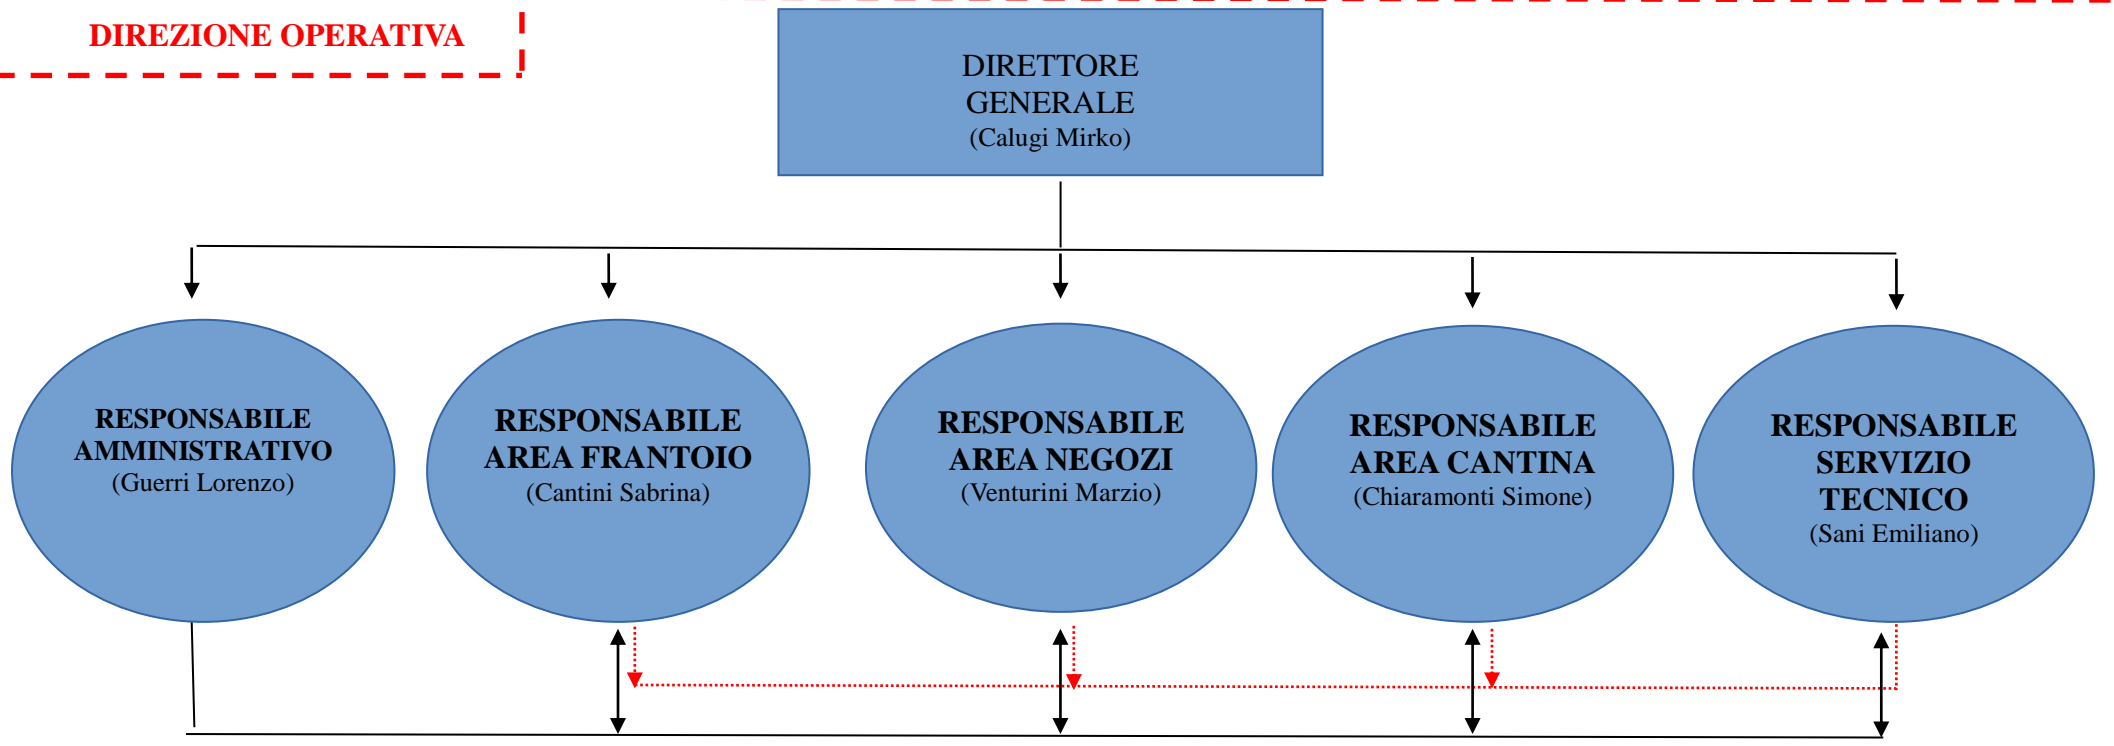 DIREZIONE OPERATIVA
DIRETTORE
GENERALE
(Calugi Mirko)
RESPONSABILE
AMMINISTRATIVO
(Guerri Lorenzo)
RESPONSABILE
AREA FRANTOIO
(Cantini Sabrina)
RESPONSABILE
AREA NEGOZI
(Venturini Marzio)
RESPONSABILE
AREA CANTINA
(Chiaramonti Simone)
RESPONSABILE
SERVIZIO
TECNICO
(Sani Emiliano)